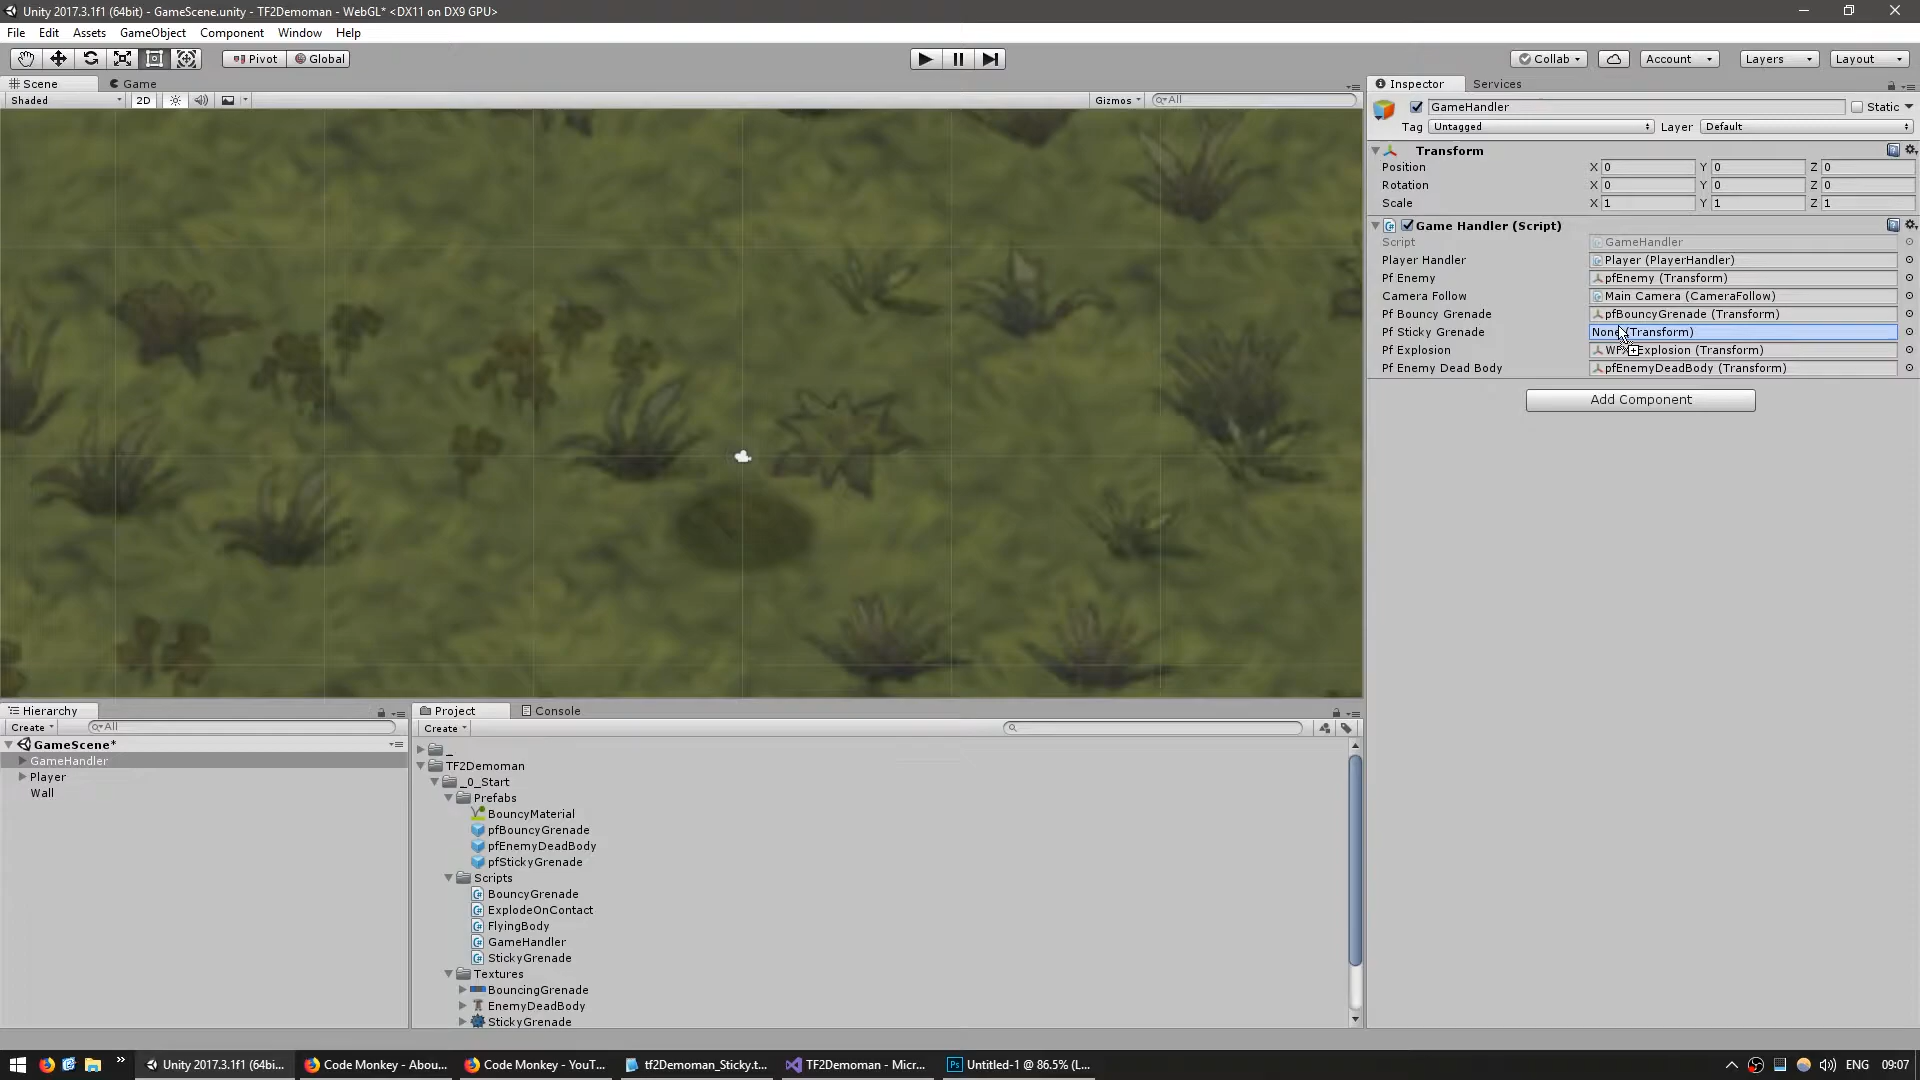 Unity 2017.3.1f1 (64bit) - GameScene.unity - TF2Demoman - WebGL* <DX11 on DX9 GPU>
File Edit Assets GameObject Component Window Help
Pivot Global Collab Account Layers Layout
Scene Game Inspector Services
Shaded 2D Gizmos All
GameHandler Static
Tag Untagged Layer Default
Transform
Position X 0 Y 0 Z 0
Rotation X 0 Y 0 Z 0
Scale X 1 Y 1 Z 1
Game Handler (Script)
Script GameHandler
Player Handler Player (PlayerHandler)
Pf Enemy pfEnemy (Transform)
Camera Follow Main Camera (CameraFollow)
Pf Bouncy Grenade pfBouncyGrenade (Transform)
Pf Sticky Grenade None (Transform)
Pf Explosion Explosion (Transform)
Pf Enemy Dead Body pfEnemyDeadBody (Transform)
Add Component
Hierarchy
Create All
GameScene*
GameHandler
Player
Wall
Project Console
Create
_
TF2Demoman
_0_Start
Prefabs
BouncyMaterial
pfBouncyGrenade
pfEnemyDeadBody
pfStickyGrenade
Scripts
BouncyGrenade
ExplodeOnContact
FlyingBody
GameHandler
StickyGrenade
Textures
BouncingGrenade
EnemyDeadBody
StickyGrenade
Unity 2017.3.1f1 (64bi... Code Monkey - Abou... Code Monkey - YouT... tf2Demoman_Sticky.t... TF2Demoman - Micr... Untitled-1 @ 86.5% (L... ENG 09:07